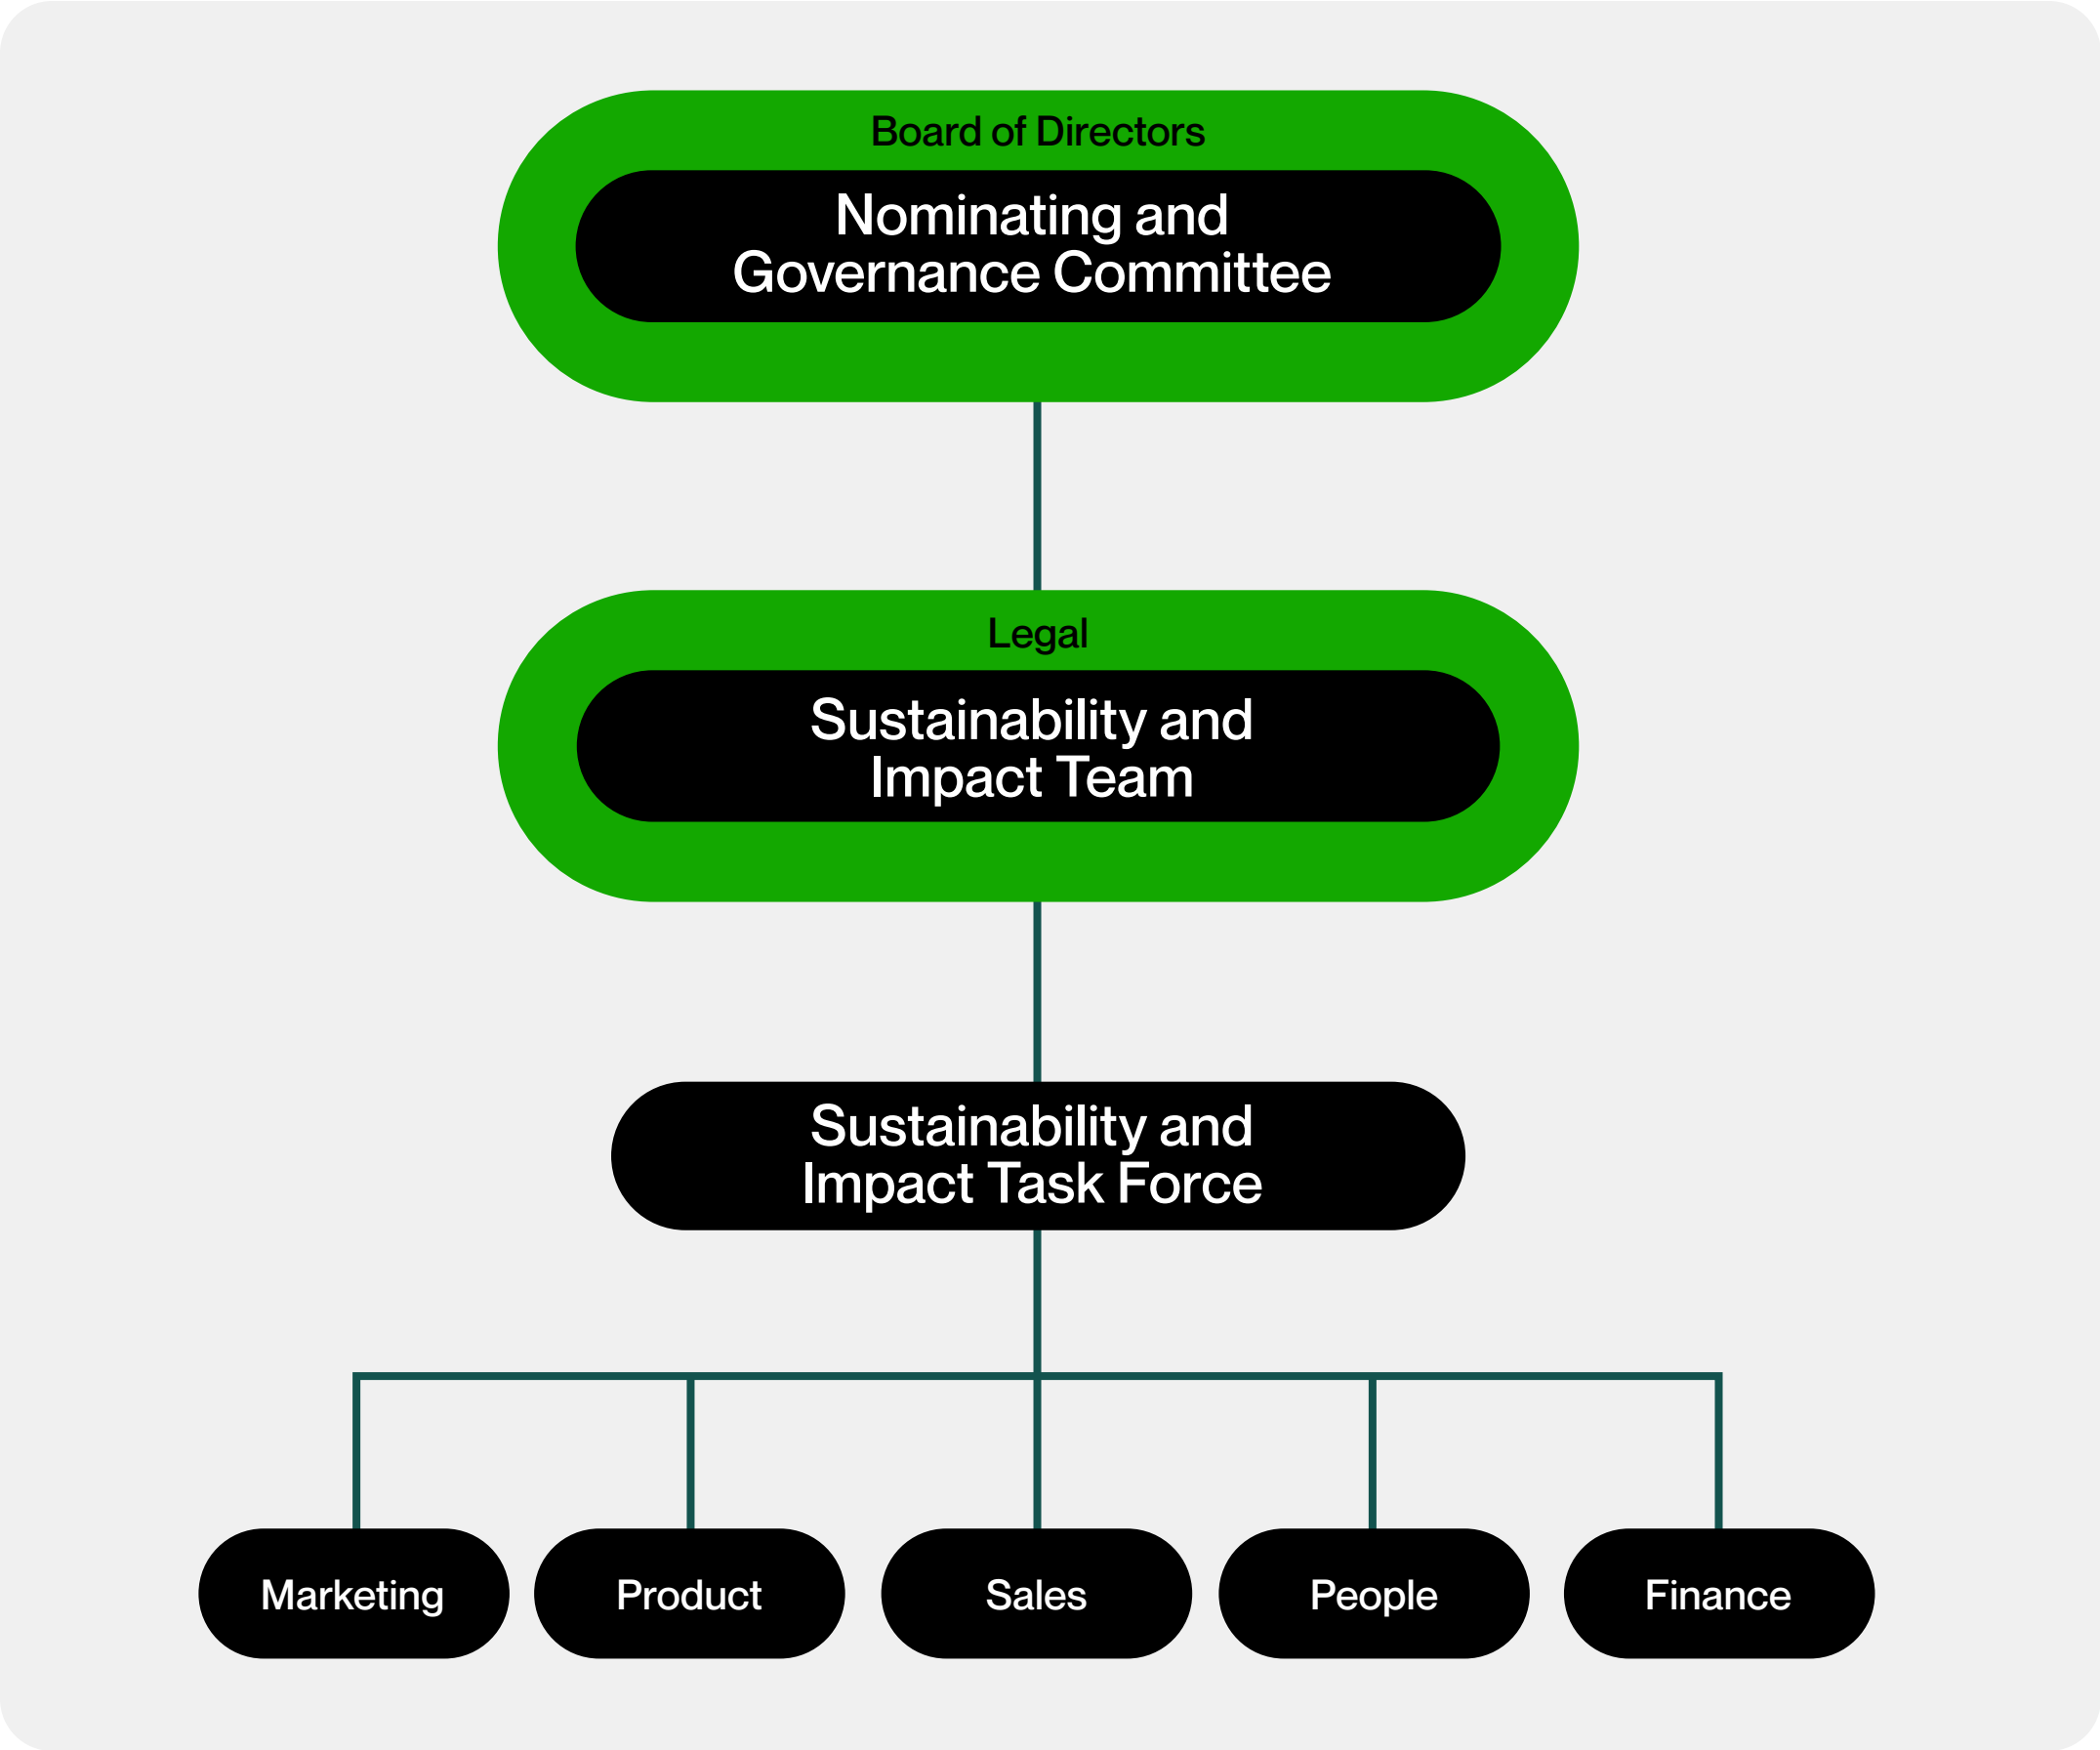 Board of Directors
Nominating and
Governance Committee
Legal
Sustainability and
Impact Team
Sustainability and
Impact Task Force
Marketing
Product
Sales
People
Finance